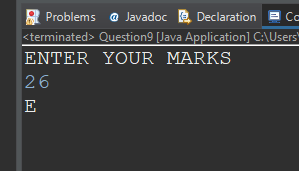 Problems @ Javadoc Declaration Co
<terminated> Question9 [Java Application] C:\Users\
ENTER YOUR MARKS
26
E